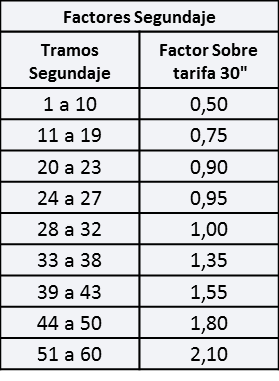 Factores Segundaje
Tramos Segundaje Factor Sobre tarifa 30"
1 a 10 0,50
11 a 19 0,75
20 a 23 0,90
24 a 27 0,95
28 a 32 1,00
33 a 38 1,35
39 a 43 1,55
44 a 50 1,80
51 a 60 2,10